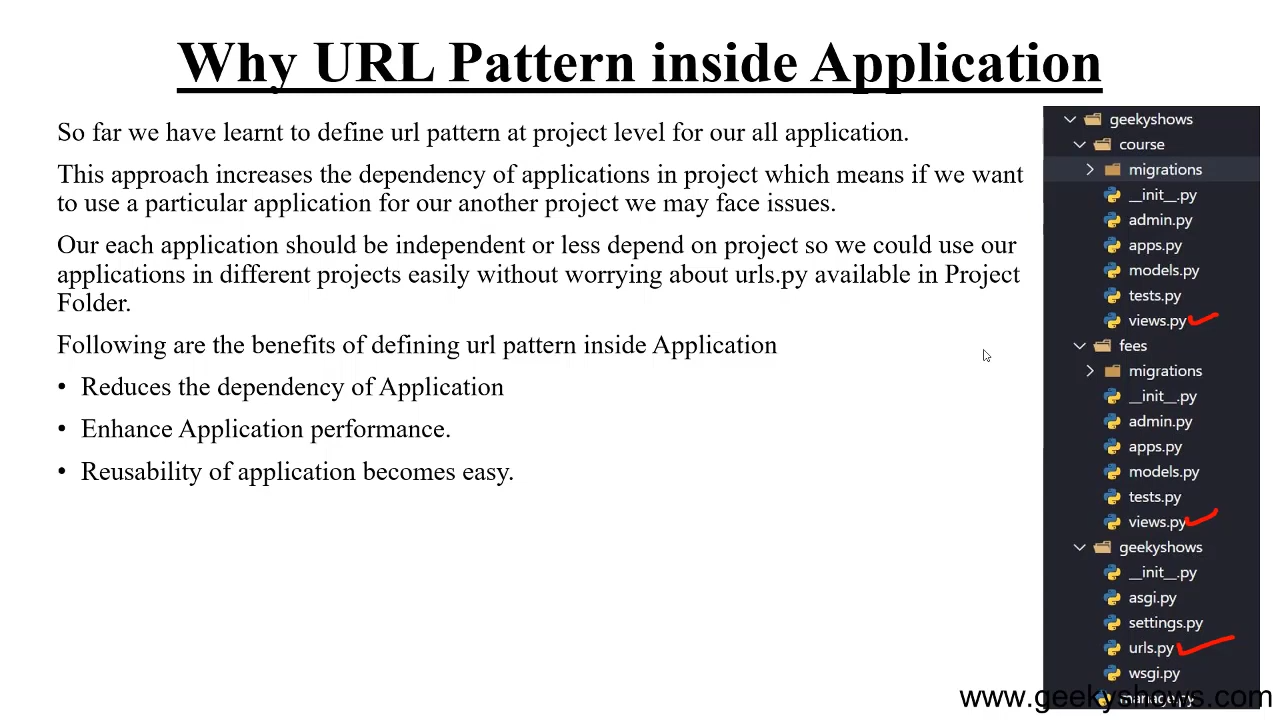 Why URL Pattern inside Application
So far we have learnt to define url pattern at project level for our all application.
This approach increases the dependency of applications in project which means if we want
to use a particular application for our another project we may face issues.
Our each application should be independent or less depend on project so we could use our
applications in different projects easily without worrying about urls.py available in Project
Folder.
Following are the benefits of defining url pattern inside Application
• Reduces the dependency of Application
• Enhance Application performance.
• Reusability of application becomes easy.
geekyshows
course
migrations
__init__.py
admin.py
apps.py
models.py
tests.py
views.py
fees
migrations
__init__.py
admin.py
apps.py
models.py
tests.py
views.py
geekyshows
__init__.py
asgi.py
settings.py
urls.py
wsgi.py
manage.py
www.geekyshows.com